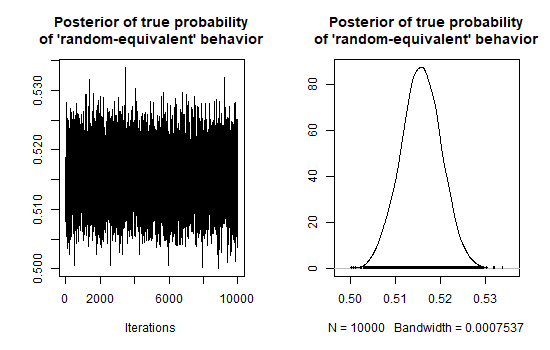 Posterior of true probability
of 'random-equivalent' behavior
0.530
0.520
0.510
0.500
0
2000
6000
10000
Iterations
Posterior of true probability
of 'random-equivalent' behavior
80
60
40
20
0
0.50
0.51
0.52
0.53
N = 10000 Bandwidth = 0.0007537